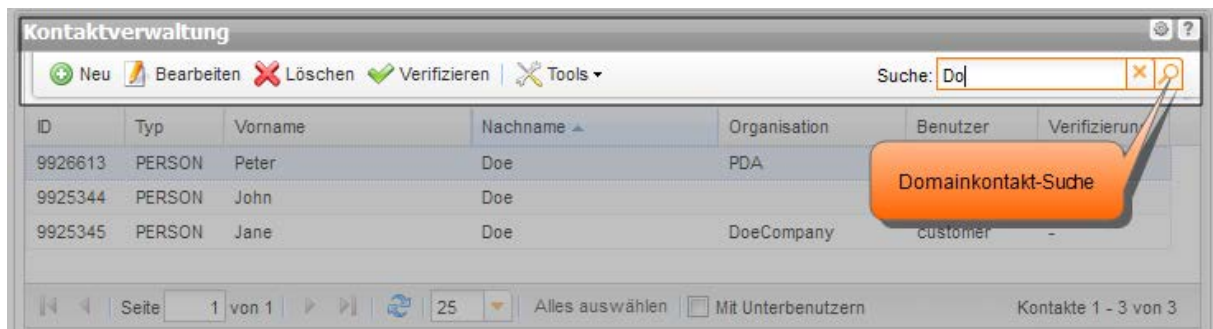 Kontaktverwaltung ?
Neu Bearbeiten Löschen Verifizieren Tools Suche: Do
ID Typ Vorname Nachname Organisation Benutzer Verifizierung
9926613 PERSON Peter Doe PDA
9925344 PERSON John Doe
Domainkontakt-Suche
9925345 PERSON Jane Doe DoeCompany customer -
Seite 1 von 1 25 Alles auswählen Mit Unterbenutzern Kontakte 1 - 3 von 3